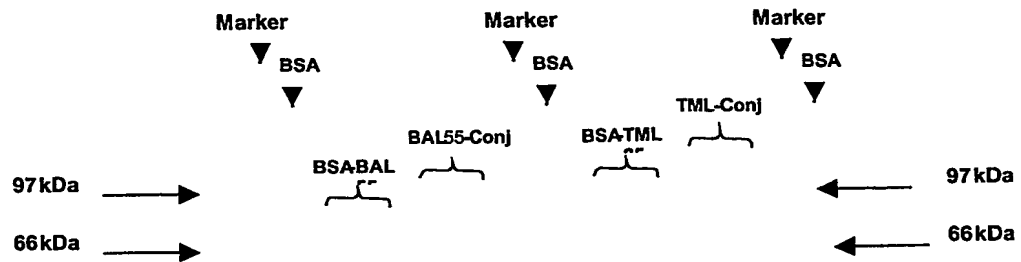 Marker Marker Marker
BSA BSA BSA
TML-Conj
BAL55-Conj BSA-TML
BSA-BAL
97kDa 97kDa
66kDa 66kDa